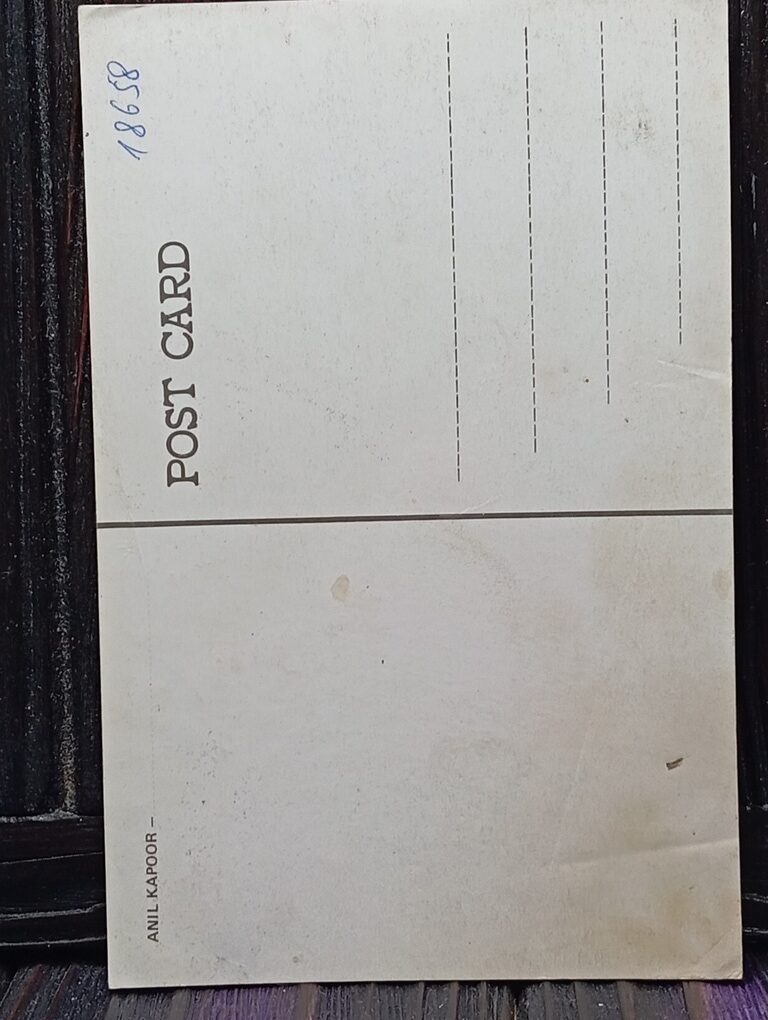 18658
POST CARD
ANIL KAPOOR –